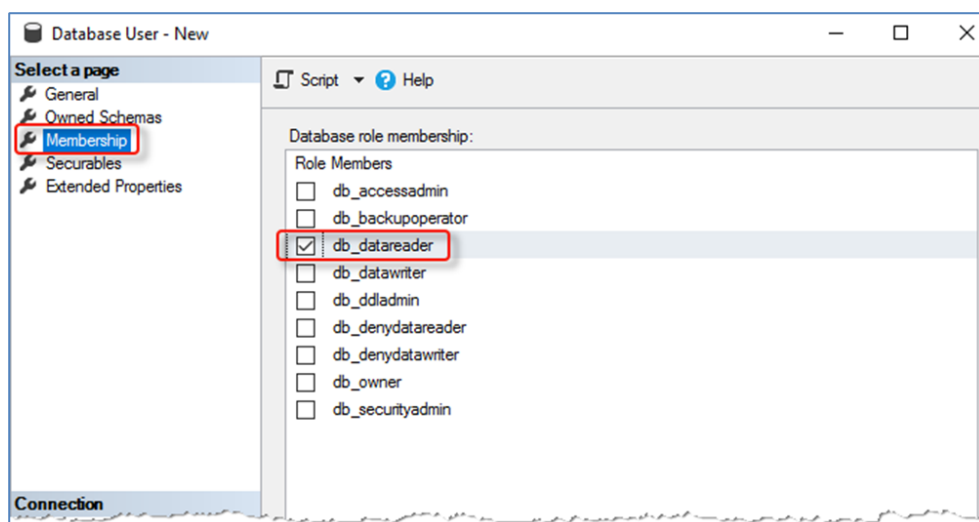 Database User - New
Select a page
General
Owned Schemas
Membership
Securables
Extended Properties
Connection
Script
Help
Database role membership:
Role Members
db_accessadmin
db_backupoperator
db_datareader
db_datawriter
db_ddladmin
db_denydatareader
db_denydatawriter
db_owner
db_securityadmin